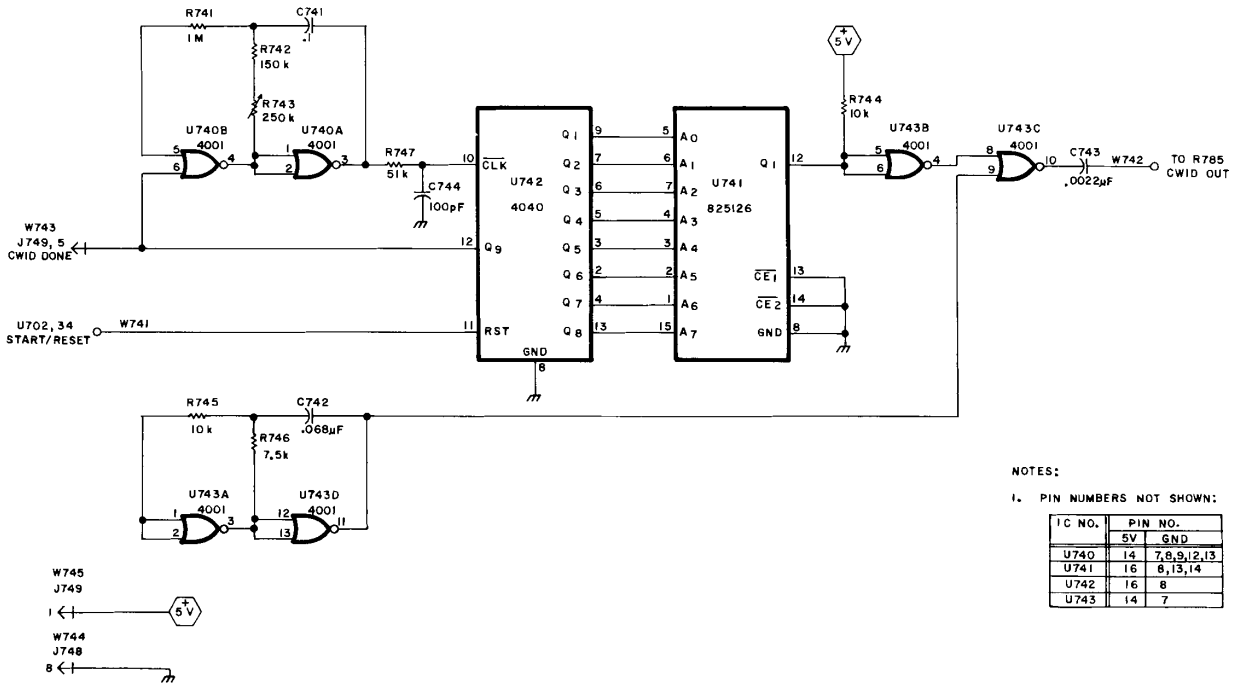 R741
1M
C741
.1
R742
150k
R743
250k
U740B
4001
5
6
4
U740A
4001
1
2
3
R747
51k
C744
100pF
10
CLK
U742
4040
12
Q9
11
RST
GND
8
Q1 9
Q2 7
Q3 6
Q4 5
Q5 3
Q6 2
Q7 4
Q8 13
5 A0
6 A1
7 A2
4 A3
3 A4
2 A5
1 A6
15 A7
U741
825126
Q1 12
CE1 13
CE2 14
GND 8
+
5V
R744
10k
U743B
4001
5
6
4
U743C
4001
8
9
10
C743
.0022µF
W742
TO R785
CWID OUT
W743
J749, 5
CWID DONE
U702, 34
START/RESET
W741
R745
10k
C742
.068µF
R746
7.5k
U743A
4001
1
2
3
U743D
4001
12
13
11
W745
J749
1
+
5V
W744
J748
8
NOTES:
1. PIN NUMBERS NOT SHOWN:
IC NO. PIN NO.
5V GND
U740 14 7,8,9,12,13
U741 16 8,13,14
U742 16 8
U743 14 7